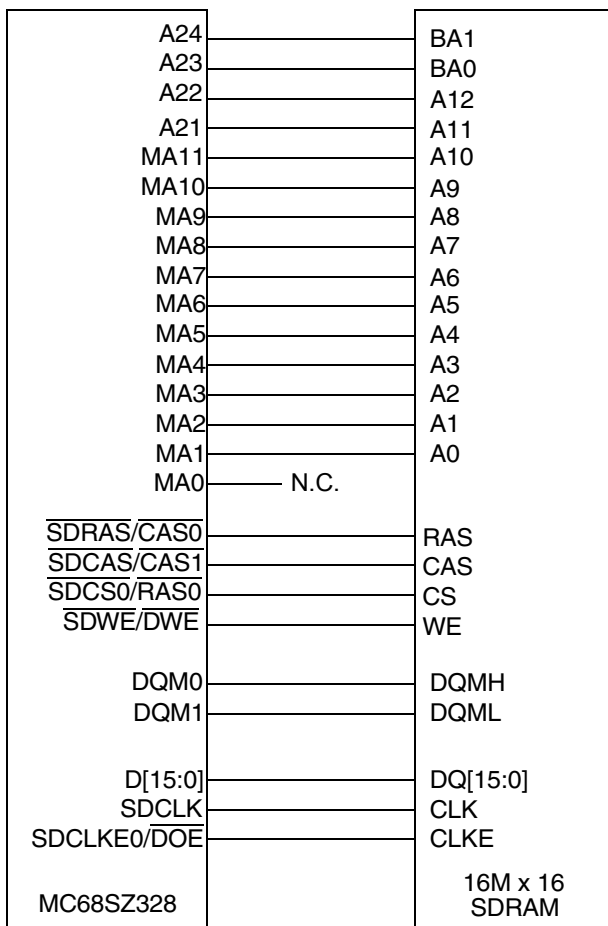 A24 BA1
A23 BA0
A22 A12
A21 A11
MA11 A10
MA10 A9
MA9 A8
MA8 A7
MA7 A6
MA6 A5
MA5 A4
MA4 A3
MA3 A2
MA2 A1
MA1 A0
MA0 N.C.
SDRAS/CAS0 RAS
SDCAS/CAS1 CAS
SDCS0/RAS0 CS
SDWE/DWE WE
DQM0 DQMH
DQM1 DQML
D[15:0] DQ[15:0]
SDCLK CLK
SDCLKE0/DOE CLKE
MC68SZ328
16M x 16
SDRAM